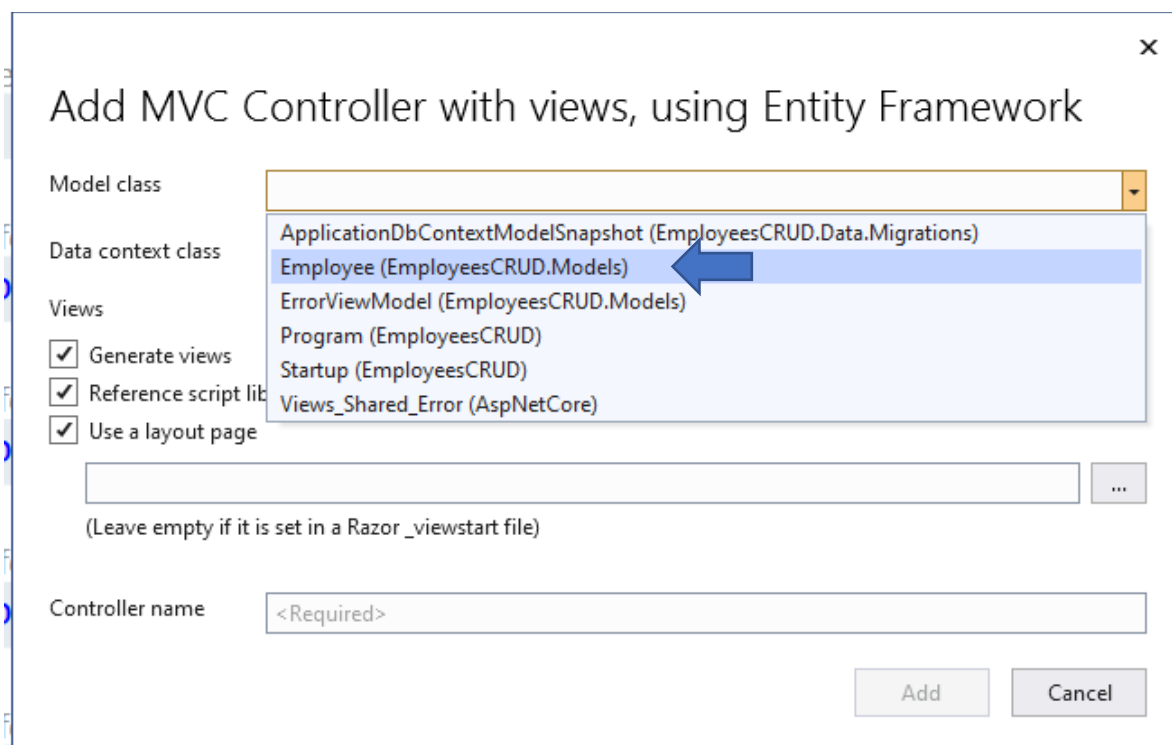 Add MVC Controller with views, using Entity Framework
Model class
ApplicationDbContextModelSnapshot (EmployeesCRUD.Data.Migrations)
Data context class
Employee (EmployeesCRUD.Models)
ErrorViewModel (EmployeesCRUD.Models)
Views
Program (EmployeesCRUD)
Generate views
Startup (EmployeesCRUD)
Reference script lib
Views_Shared_Error (AspNetCore)
Use a layout page
...
(Leave empty if it is set in a Razor _viewstart file)
Controller name
<Required>
Add
Cancel